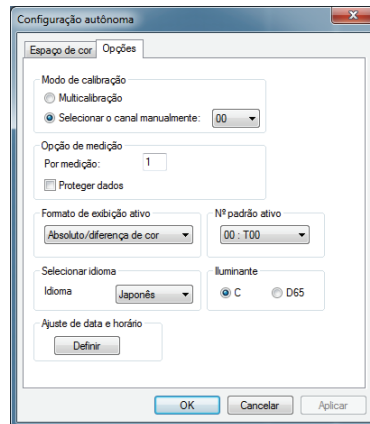 Configuração autônoma
Espaço de cor Opções
Modo de calibração
Multicalibração
Selecionar o canal manualmente: 00
Opção de medição
Por medição: 1
Proteger dados
Formato de exibição ativo Nº padrão ativo
Absoluto/diferença de cor 00 : T00
Selecionar idioma Iluminante
Idioma Japonês C D65
Ajuste de data e horário
Definir
OK Cancelar Aplicar